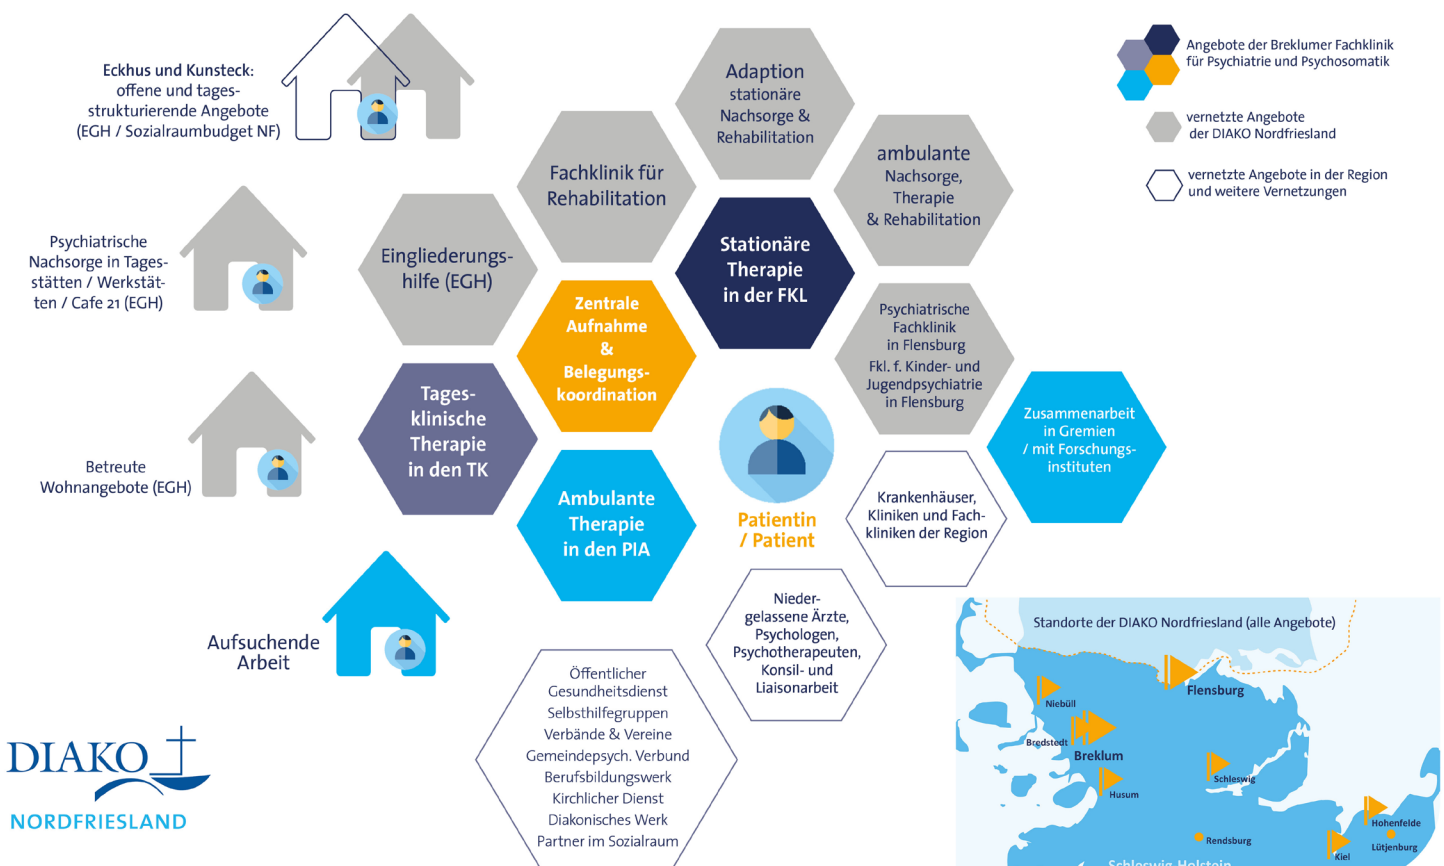 Eckhus und Kunsteck:
offene und tages-
strukturierende Angebote
(EGH / Sozialraumbudget NF)
Psychiatrische
Nachsorge in Tages-
stätten / Werkstät-
ten / Cafe 21 (EGH)
Betreute
Wohnangebote (EGH)
Aufsuchende
Arbeit
Adaption
stationäre
Nachsorge &
Rehabilitation
Fachklinik für
Rehabilitation
ambulante
Nachsorge,
Therapie
& Rehabilitation
Eingliederungs-
hilfe (EGH)
Stationäre
Therapie
in der FKL
Zentrale
Aufnahme
&
Belegungs-
koordination
Psychiatrische
Fachklinik
in Flensburg
Fkl. f. Kinder- und
Jugendpsychiatrie
in Flensburg
Tages-
klinische
Therapie
in den TK
Zusammenarbeit
in Gremien
/ mit Forschungs-
instituten
Ambulante
Therapie
in den PIA
Patientin
/ Patient
Krankenhäuser,
Kliniken und Fach-
kliniken der Region
Nieder-
gelassene Ärzte,
Psychologen,
Psychotherapeuten,
Konsil- und
Liaisonarbeit
Öffentlicher
Gesundheitsdienst
Selbsthilfegruppen
Verbände & Vereine
Gemeindepsych. Verbund
Berufsbildungswerk
Kirchlicher Dienst
Diakonisches Werk
Partner im Sozialraum
Angebote der Breklumer Fachklinik
für Psychiatrie und Psychosomatik
vernetzte Angebote
der DIAKO Nordfriesland
vernetzte Angebote in der Region
und weitere Vernetzungen
Standorte der DIAKO Nordfriesland (alle Angebote)
Flensburg
Niebüll
Bredstedt
Breklum
Schleswig
Husum
Hohenfelde
Rendsburg
Lütjenburg
Kiel
Schleswig-Holstein
DIAKO
NORDFRIESLAND